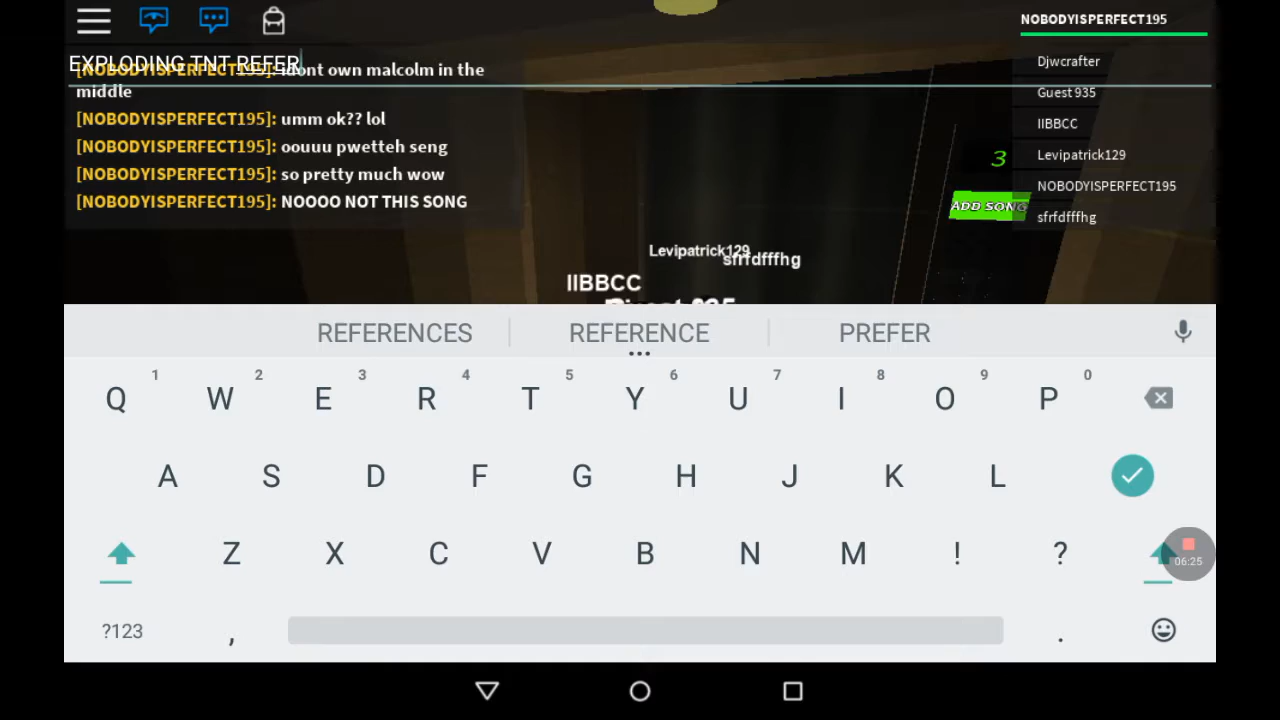 NOBODYISPERFECT195
EXPLODING TNT REFER
[NOBODYISPERFECT195]: idont own malcolm in the
middle
[NOBODYISPERFECT195]: umm ok?? lol
[NOBODYISPERFECT195]: oouuu pwetteh seng
[NOBODYISPERFECT195]: so pretty much wow
[NOBODYISPERFECT195]: NOOOO NOT THIS SONG
Djwcrafter
Guest 935
IIBBCC
Levipatrick129
NOBODYISPERFECT195
sfrfdfffhg
3
ADD SONG
Levipatrick129
sfrfdfffhg
IIBBCC
REFERENCES REFERENCE PREFER
1 2 3 4 5 6 7 8 9 0
Q W E R T Y U I O P
A S D F G H J K L
Z X C V B N M ! ?
06:25
?123 , .